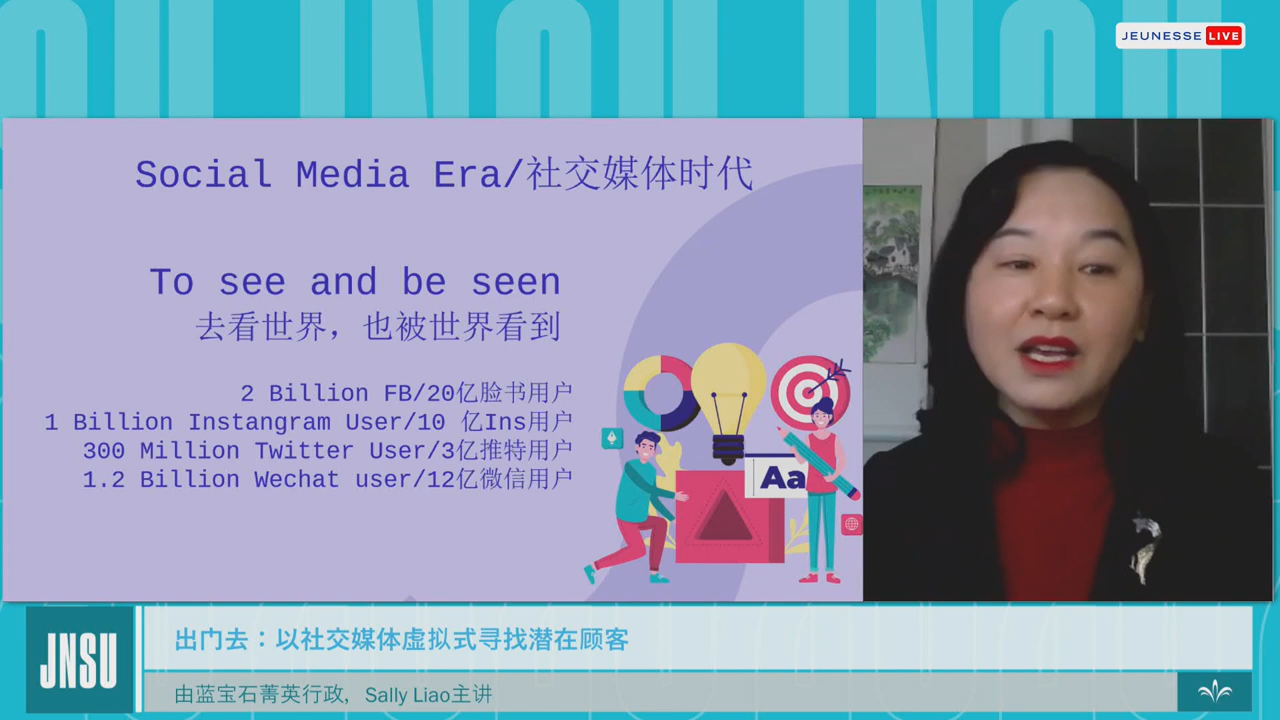 JEUNESSE LIVE
Social Media Era/社交媒体时代
To see and be seen
去看世界，也被世界看到
2 Billion FB/20亿脸书用户
1 Billion Instangram User/10 亿Ins用户
300 Million Twitter User/3亿推特用户
1.2 Billion Wechat user/12亿微信用户
Aa
JNSU
出门去：以社交媒体虚拟式寻找潜在顾客
由蓝宝石菁英行政，Sally Liao主讲